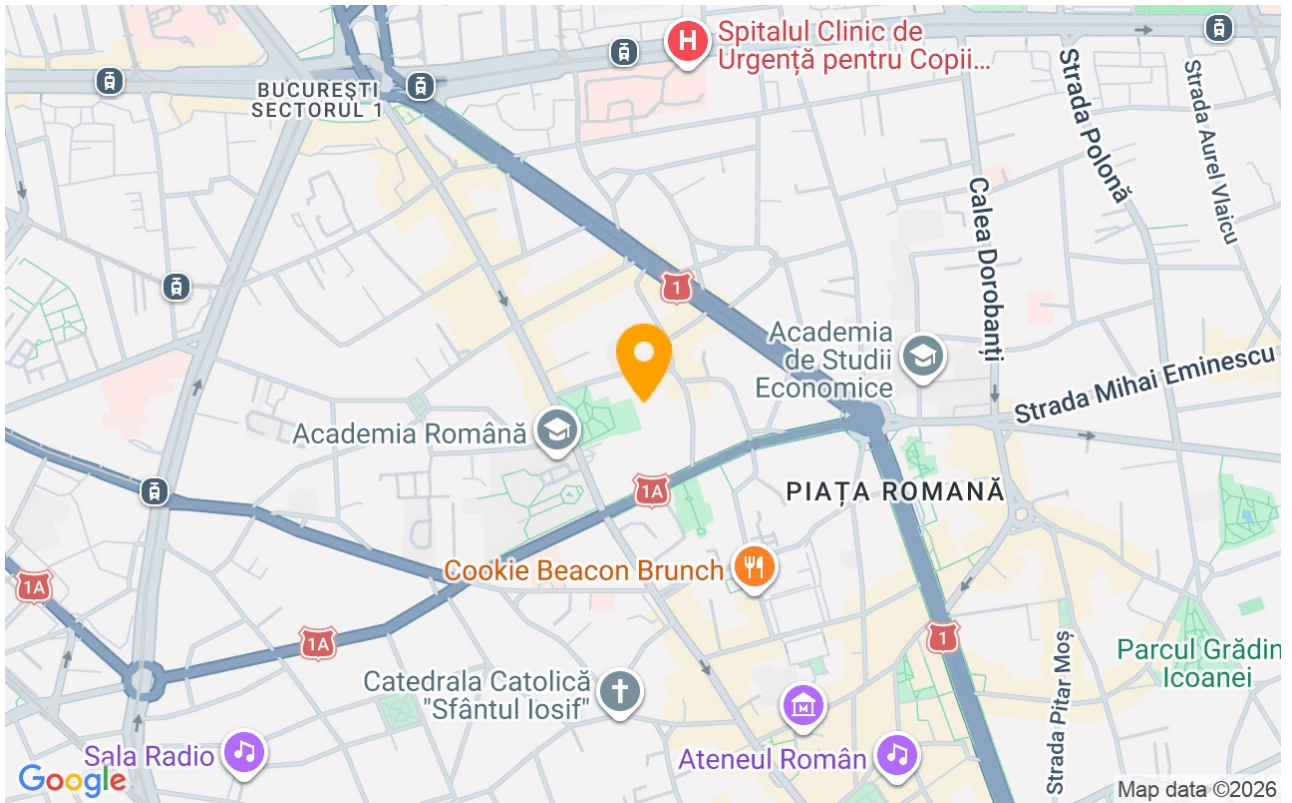 Spitalul Clinic de
Urgență pentru Copii...
H
BUCUREȘTI
SECTORUL 1
Strada Polonă
Strada Aurel Vlaicu
Calea Dorobanți
1
Academia
de Studii
Economice
Strada Mihai Eminescu
Academia Română
1A
PIAȚA ROMANĂ
Cookie Beacon Brunch
1A
1A
1
Parcul Grădin
Icoanei
Strada Pitar Moș
Catedrala Catolică
"Sfântul Iosif"
M
Sala Radio
Ateneul Român
Google
Map data ©2026